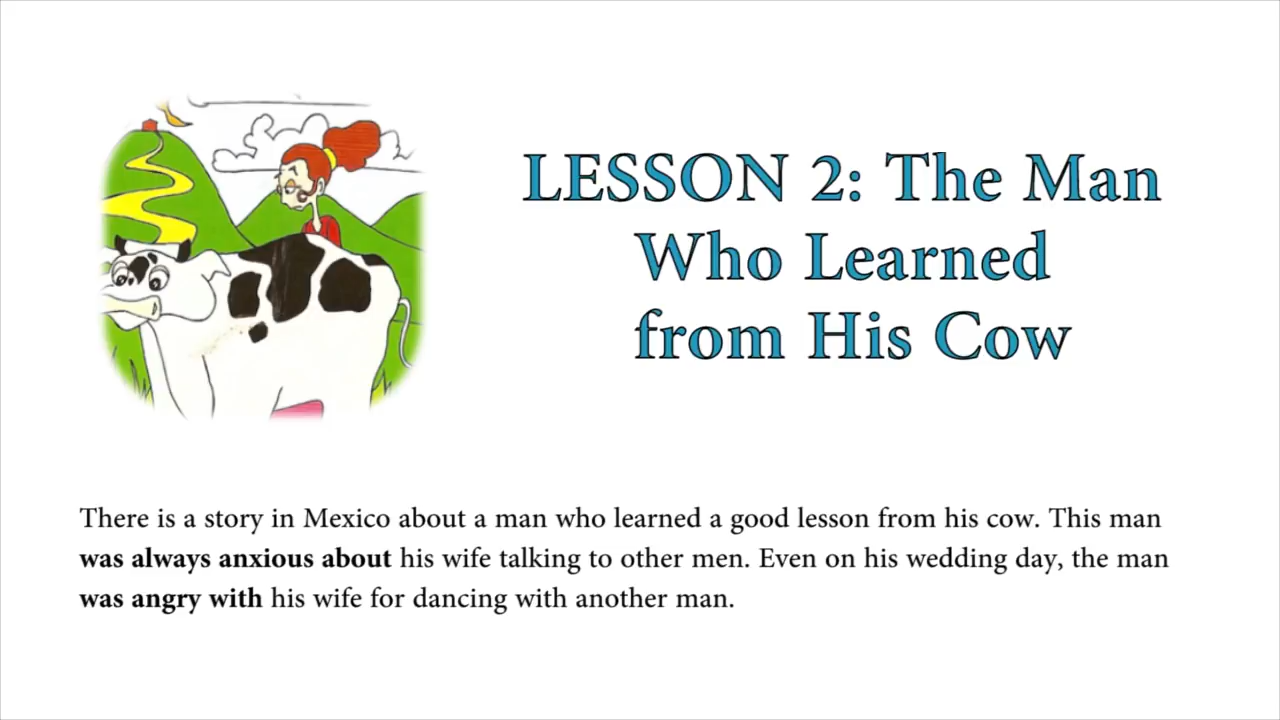 LESSON 2: The Man
Who Learned
from His Cow
There is a story in Mexico about a man who learned a good lesson from his cow. This man
was always anxious about his wife talking to other men. Even on his wedding day, the man
was angry with his wife for dancing with another man.